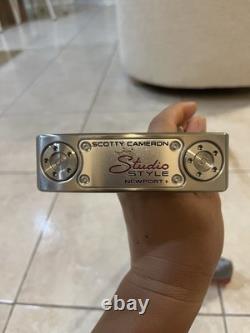 SCOTTY CAMERON
Studio
STYLE
NEWPORT +